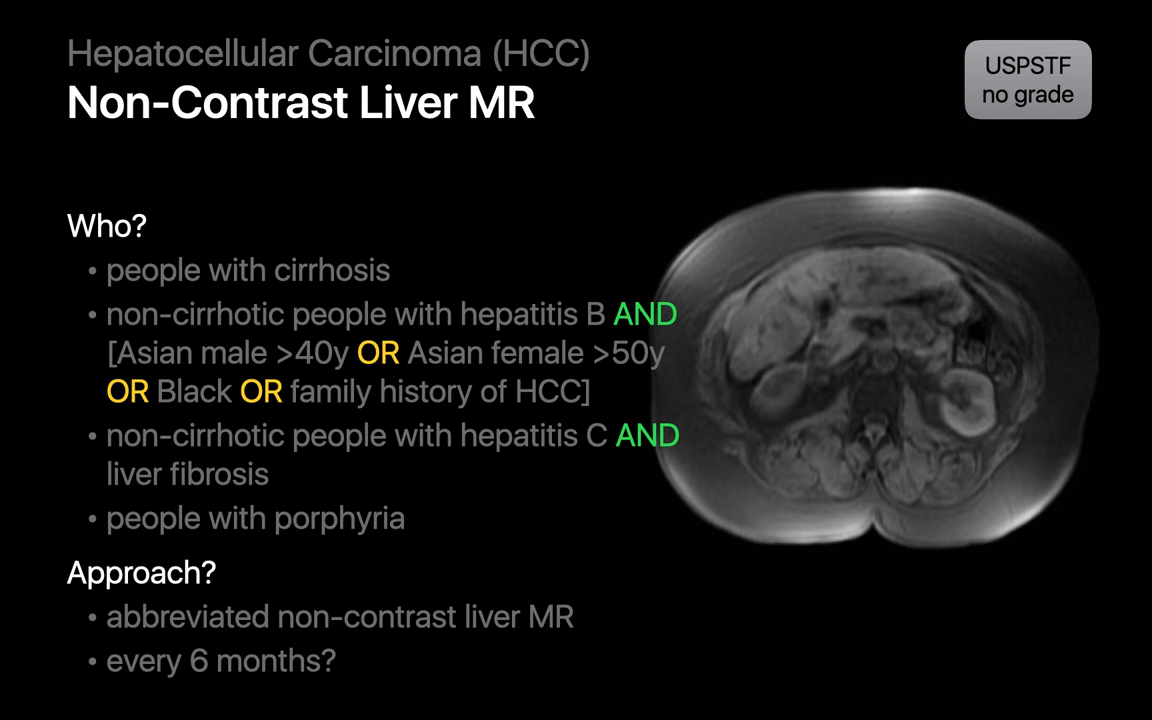 Hepatocellular Carcinoma (HCC)
Non-Contrast Liver MR
USPSTF
no grade
Who?
• people with cirrhosis
• non-cirrhotic people with hepatitis B AND
[Asian male >40y OR Asian female >50y
OR Black OR family history of HCC]
• non-cirrhotic people with hepatitis C AND
liver fibrosis
• people with porphyria
Approach?
• abbreviated non-contrast liver MR
• every 6 months?